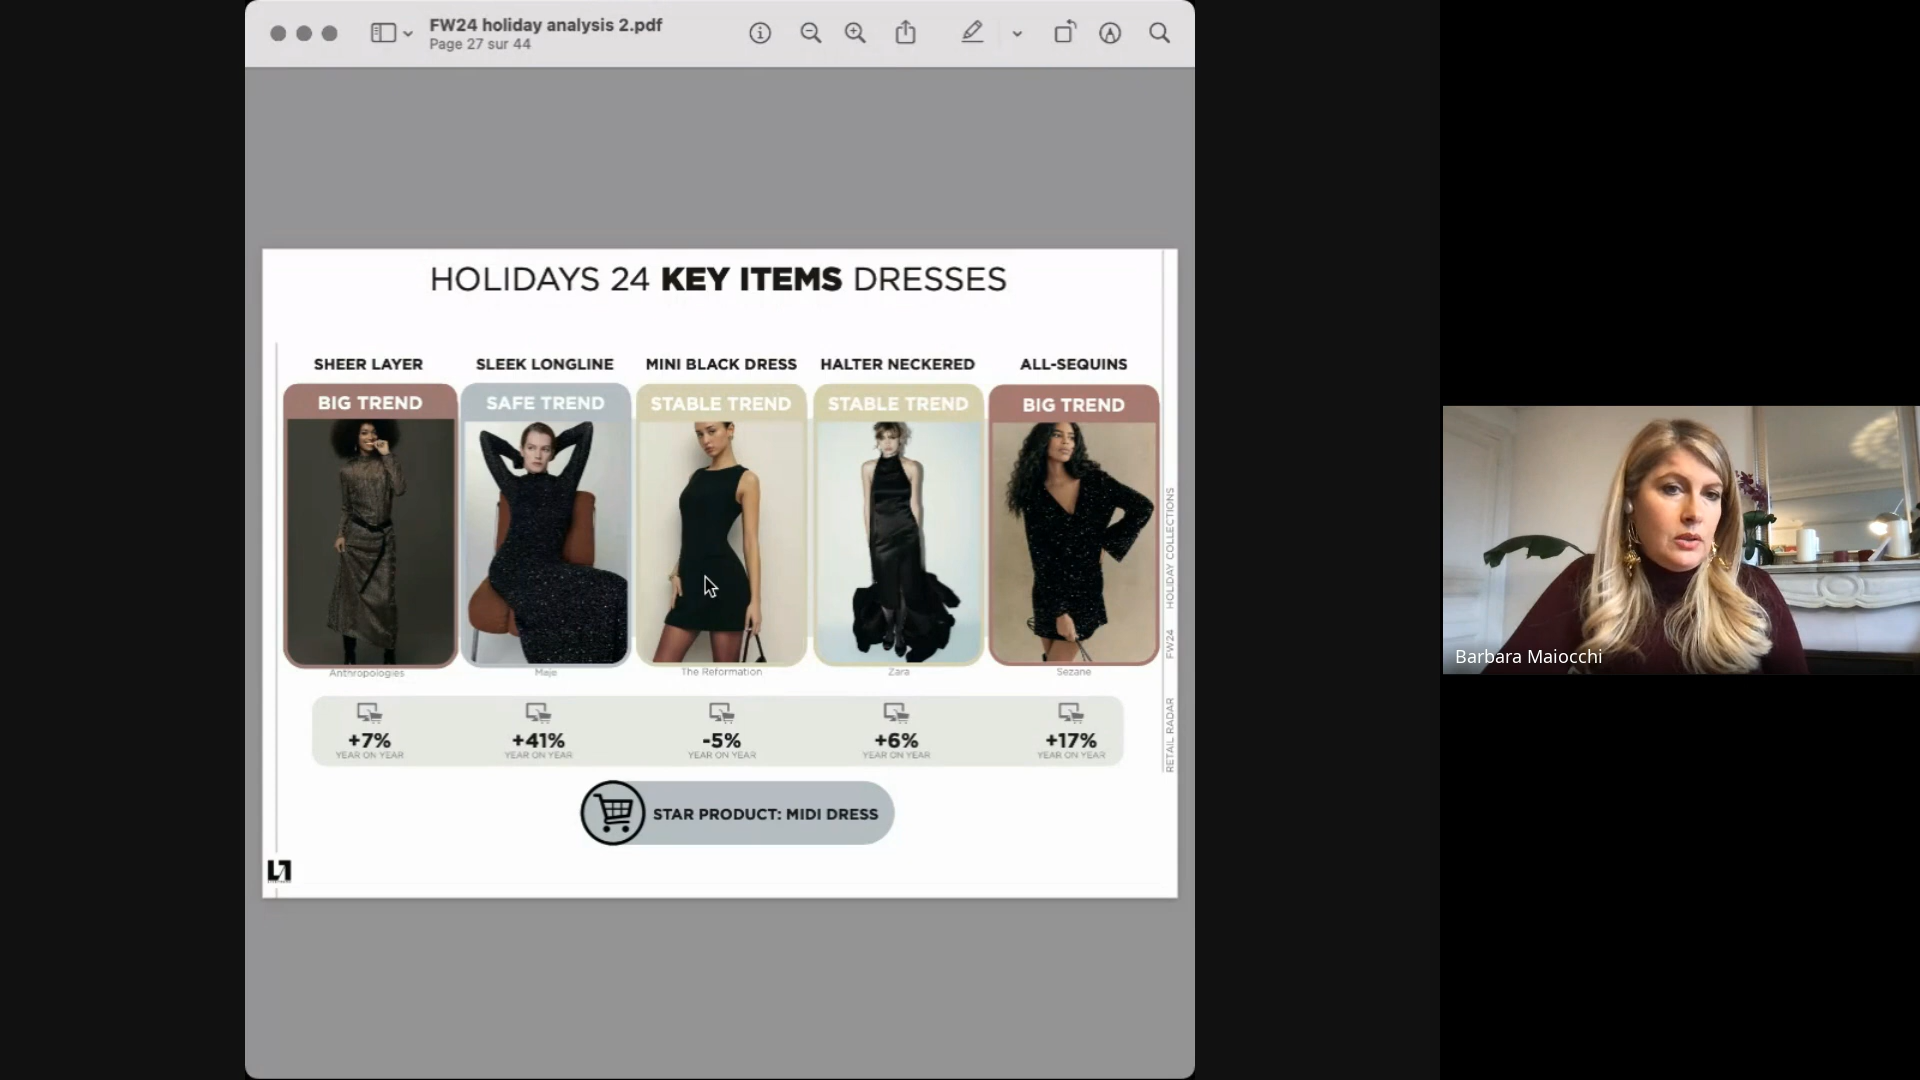 FW24 holiday analysis 2.pdf
Page 27 sur 44
HOLIDAYS 24 KEY ITEMS DRESSES
SHEER LAYER
SLEEK LONGLINE
MINI BLACK DRESS
HALTER NECKERED
ALL-SEQUINS
BIG TREND
SAFE TREND
STABLE TREND
STABLE TREND
BIG TREND
Anthropologies
Maje
The Reformation
Zara
Sezane
+7%
YEAR ON YEAR
+41%
YEAR ON YEAR
-5%
YEAR ON YEAR
+6%
YEAR ON YEAR
+17%
YEAR ON YEAR
STAR PRODUCT: MIDI DRESS
RETAIL RADAR FW24 HOLIDAY COLLECTIONS
Barbara Maiocchi